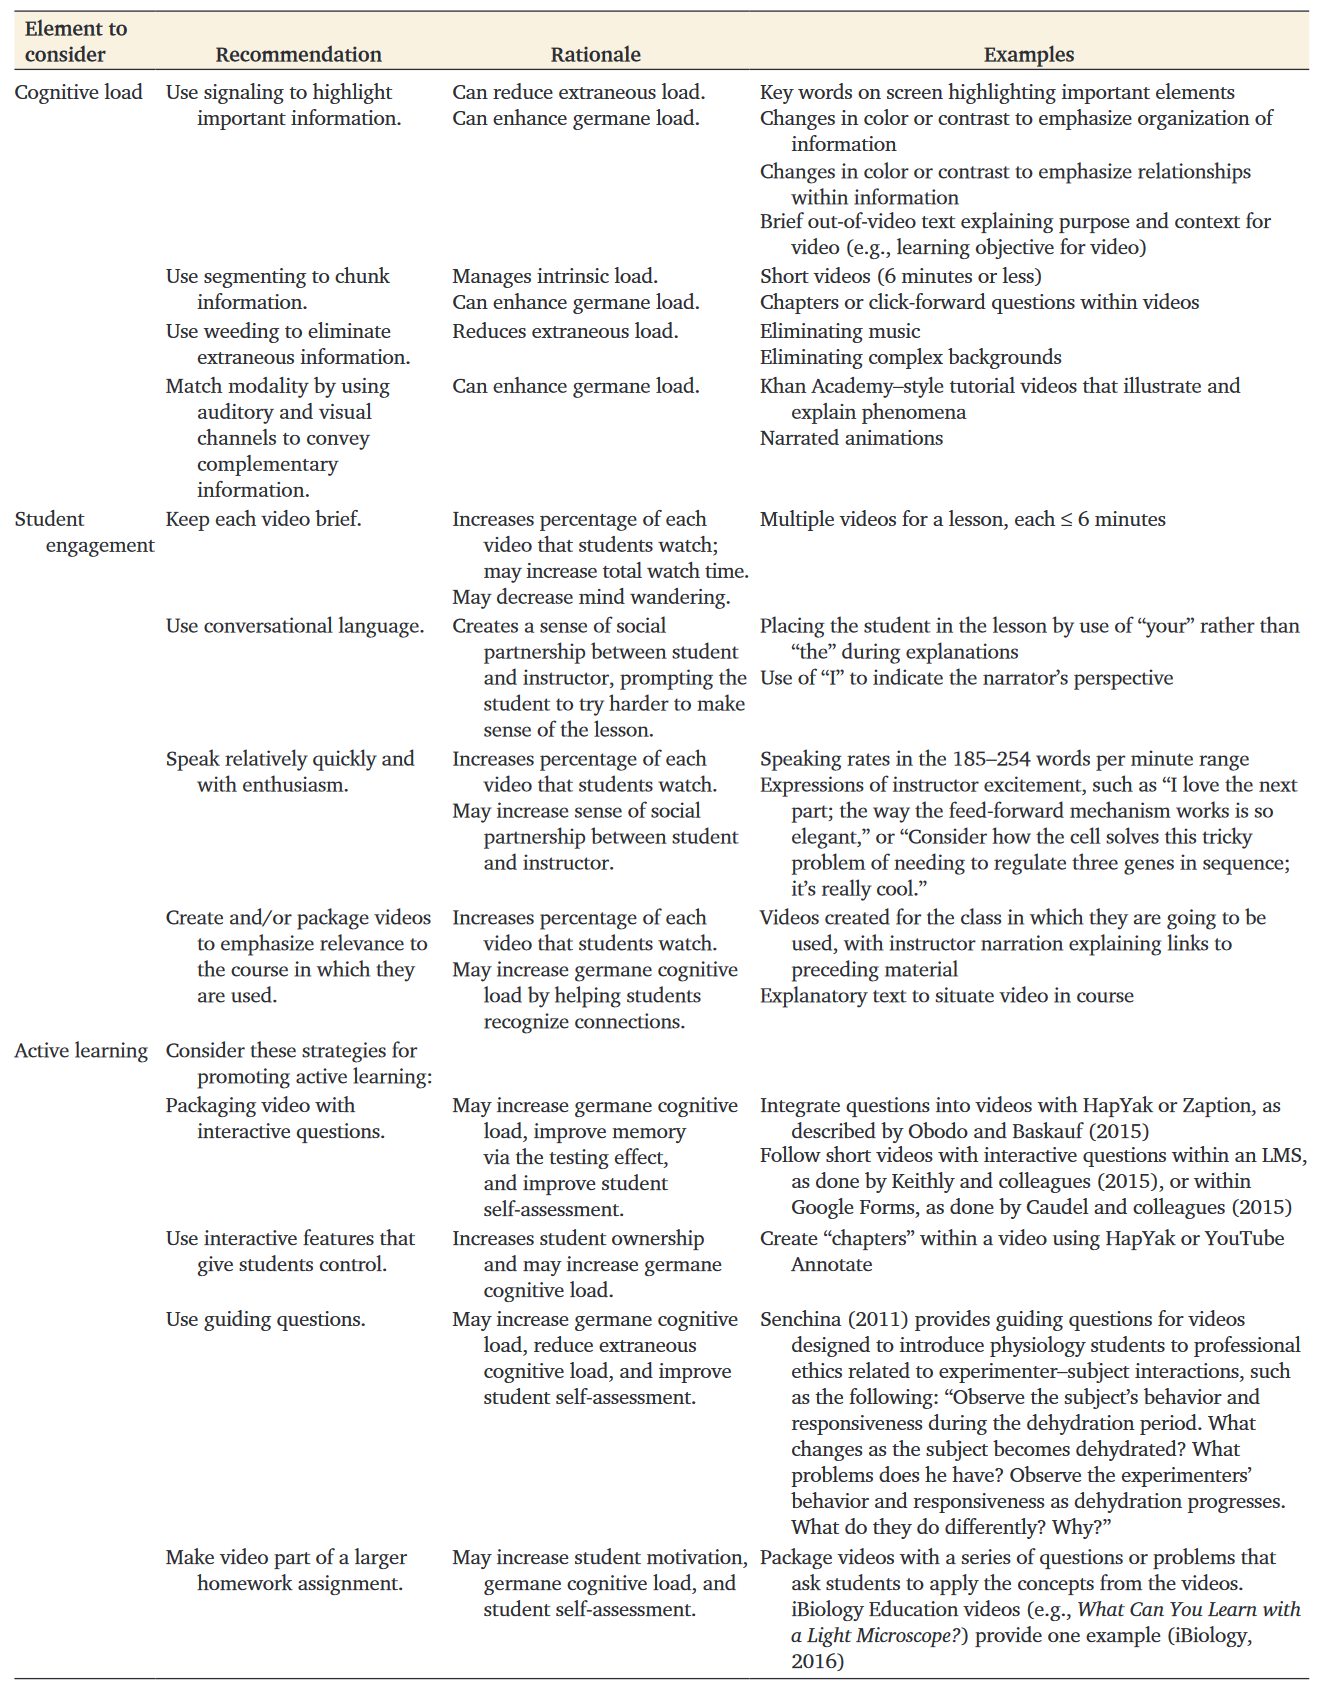 Element to
consider
Recommendation
Rationale
Examples
Cognitive load
Use signaling to highlight
important information.
Can reduce extraneous load.
Can enhance germane load.
Key words on screen highlighting important elements
Changes in color or contrast to emphasize organization of
information
Changes in color or contrast to emphasize relationships
within information
Brief out-of-video text explaining purpose and context for
video (e.g., learning objective for video)
Use segmenting to chunk
information.
Manages intrinsic load.
Can enhance germane load.
Short videos (6 minutes or less)
Chapters or click-forward questions within videos
Use weeding to eliminate
extraneous information.
Reduces extraneous load.
Eliminating music
Eliminating complex backgrounds
Match modality by using
auditory and visual
channels to convey
complementary
information.
Can enhance germane load.
Khan Academy–style tutorial videos that illustrate and
explain phenomena
Narrated animations
Student
engagement
Keep each video brief.
Increases percentage of each
video that students watch;
may increase total watch time.
May decrease mind wandering.
Multiple videos for a lesson, each ≤ 6 minutes
Use conversational language.
Creates a sense of social
partnership between student
and instructor, prompting the
student to try harder to make
sense of the lesson.
Placing the student in the lesson by use of “your” rather than
“the” during explanations
Use of “I” to indicate the narrator’s perspective
Speak relatively quickly and
with enthusiasm.
Increases percentage of each
video that students watch.
May increase sense of social
partnership between student
and instructor.
Speaking rates in the 185–254 words per minute range
Expressions of instructor excitement, such as “I love the next
part; the way the feed-forward mechanism works is so
elegant,” or “Consider how the cell solves this tricky
problem of needing to regulate three genes in sequence;
it’s really cool.”
Create and/or package videos
to emphasize relevance to
the course in which they
are used.
Increases percentage of each
video that students watch.
May increase germane cognitive
load by helping students
recognize connections.
Videos created for the class in which they are going to be
used, with instructor narration explaining links to
preceding material
Explanatory text to situate video in course
Active learning
Consider these strategies for
promoting active learning:
Packaging video with
interactive questions.
May increase germane cognitive
load, improve memory
via the testing effect,
and improve student
self-assessment.
Integrate questions into videos with HapYak or Zaption, as
described by Obodo and Baskauf (2015)
Follow short videos with interactive questions within an LMS,
as done by Keithly and colleagues (2015), or within
Google Forms, as done by Caudel and colleagues (2015)
Use interactive features that
give students control.
Increases student ownership
and may increase germane
cognitive load.
Create “chapters” within a video using HapYak or YouTube
Annotate
Use guiding questions.
May increase germane cognitive
load, reduce extraneous
cognitive load, and improve
student self-assessment.
Senchina (2011) provides guiding questions for videos
designed to introduce physiology students to professional
ethics related to experimenter–subject interactions, such
as the following: “Observe the subject’s behavior and
responsiveness during the dehydration period. What
changes as the subject becomes dehydrated? What
problems does he have? Observe the experimenters’
behavior and responsiveness as dehydration progresses.
What do they do differently? Why?”
Make video part of a larger
homework assignment.
May increase student motivation,
germane cognitive load, and
student self-assessment.
Package videos with a series of questions or problems that
ask students to apply the concepts from the videos.
iBiology Education videos (e.g., What Can You Learn with
a Light Microscope?) provide one example (iBiology,
2016)